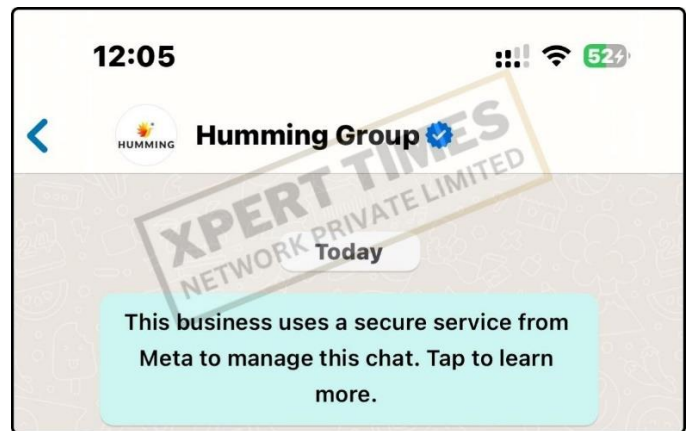 12:05
52
HUMMING
Humming Group
XPERT TIMES
NETWORK PRIVATE LIMITED
Today
This business uses a secure service from
Meta to manage this chat. Tap to learn
more.